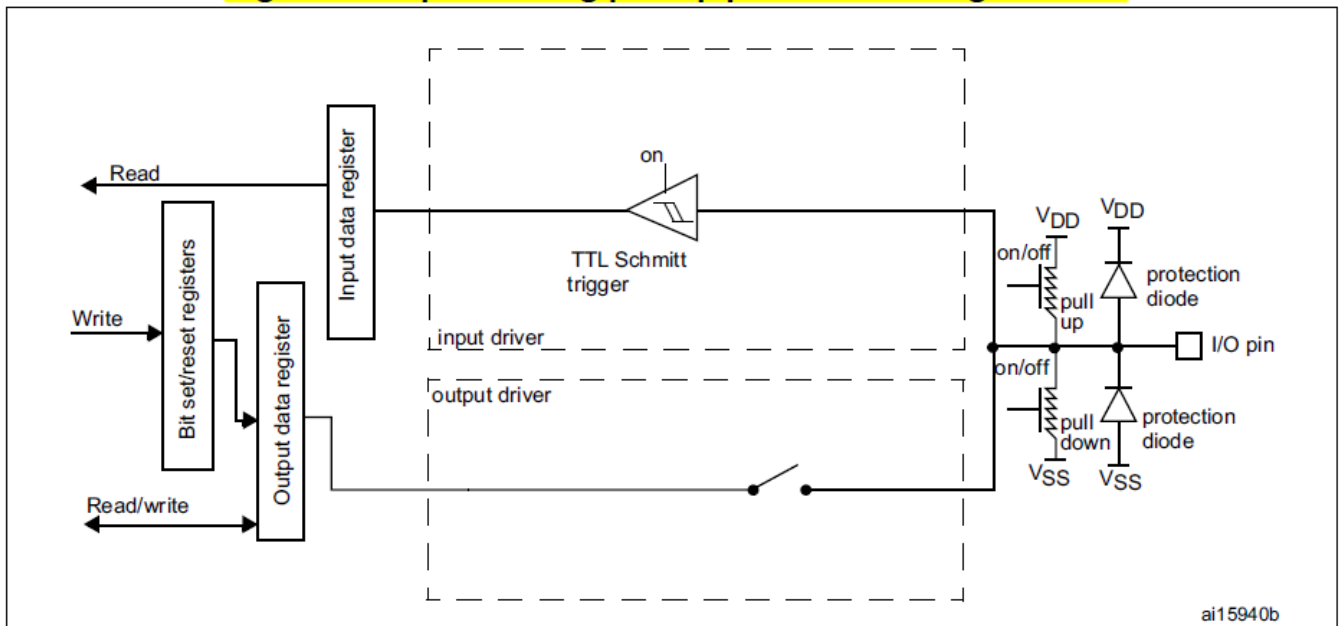 on
Read
Input data register
TTL Schmitt
trigger
input driver
Write
Bit set/reset registers
Output data register
Read/write
output driver
VDD
on/off
pull
up
VDD
protection
diode
I/O pin
on/off
pull
down
VSS
protection
diode
VSS
ai15940b